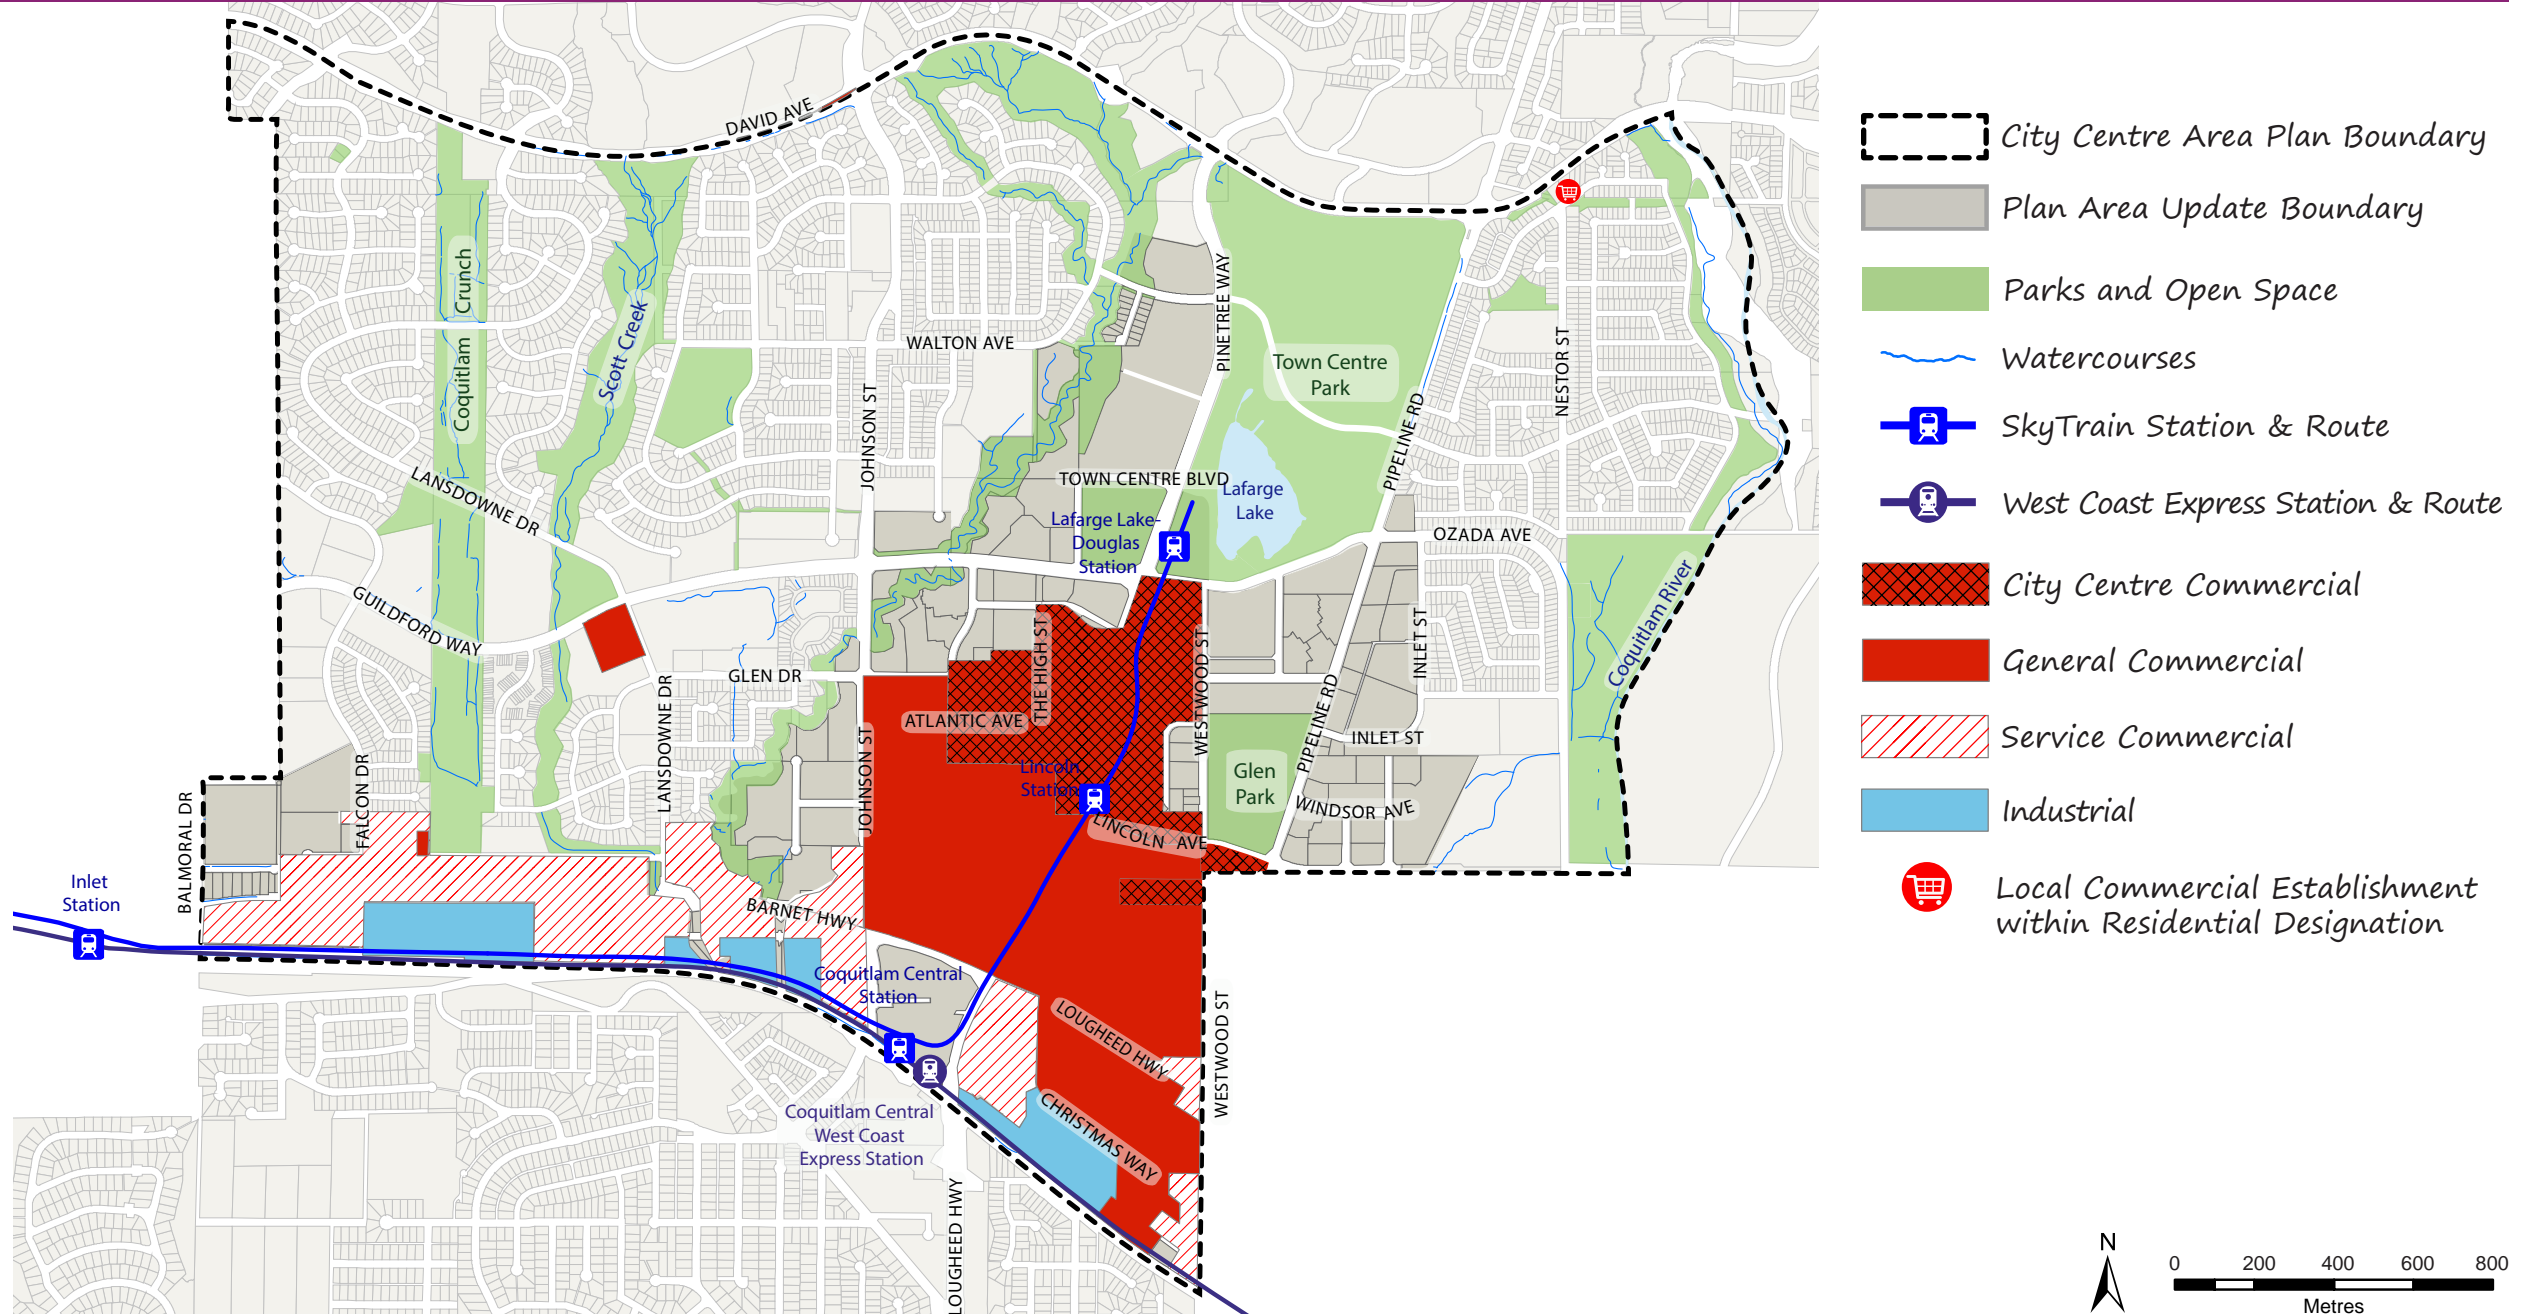 DAVID AVE
Coquitlam Crunch
Scott Creek
WALTON AVE
PINETREE WAY
Town Centre
Park
NESTOR ST
JOHNSON ST
PIPELINE RD
LANSDOWNE DR
TOWN CENTRE BLVD
Lafarge
Lake
Lafarge Lake-
Douglas
Station
OZADA AVE
GUILDFORD WAY
Coquitlam River
THE HIGH ST
WESTWOOD ST
INLET ST
GLEN DR
LANSDOWNE DR
ATLANTIC AVE
PIPELINE RD
INLET ST
JOHNSON ST
Lincoln
Station
Glen
Park
FALCON DR
WINDSOR AVE
BALMORAL DR
LINCOLN AVE
Inlet
Station
BARNET HWY
Coquitlam Central
Station
LOUGHEED HWY
WESTWOOD ST
CHRISTMAS WAY
Coquitlam Central
West Coast
Express Station
LOUGHEED HWY
City Centre Area Plan Boundary
Plan Area Update Boundary
Parks and Open Space
Watercourses
SkyTrain Station & Route
West Coast Express Station & Route
City Centre Commercial
General Commercial
Service Commercial
Industrial
Local Commercial Establishment
within Residential Designation
N
0 200 400 600 800
Metres